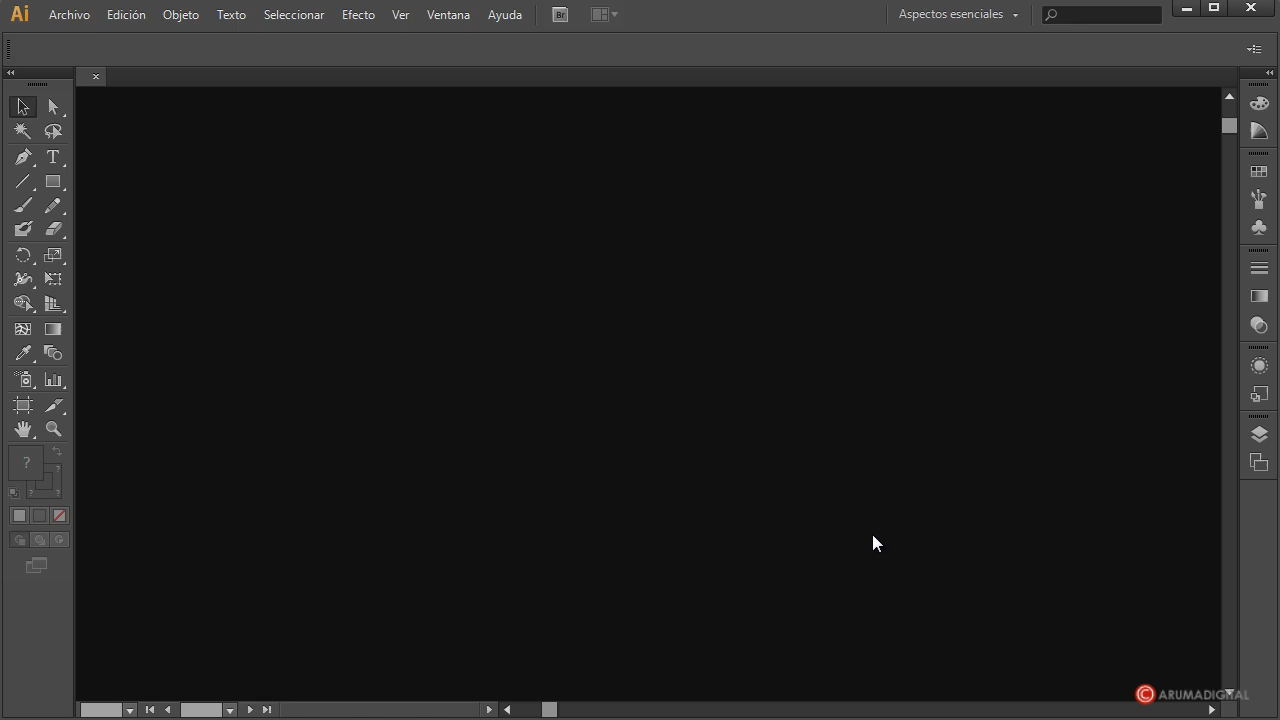 Ai Archivo Edición Objeto Texto Seleccionar Efecto Ver Ventana Ayuda Br Aspectos esenciales
T
?
?
? ?
© ARUMADIGITAL